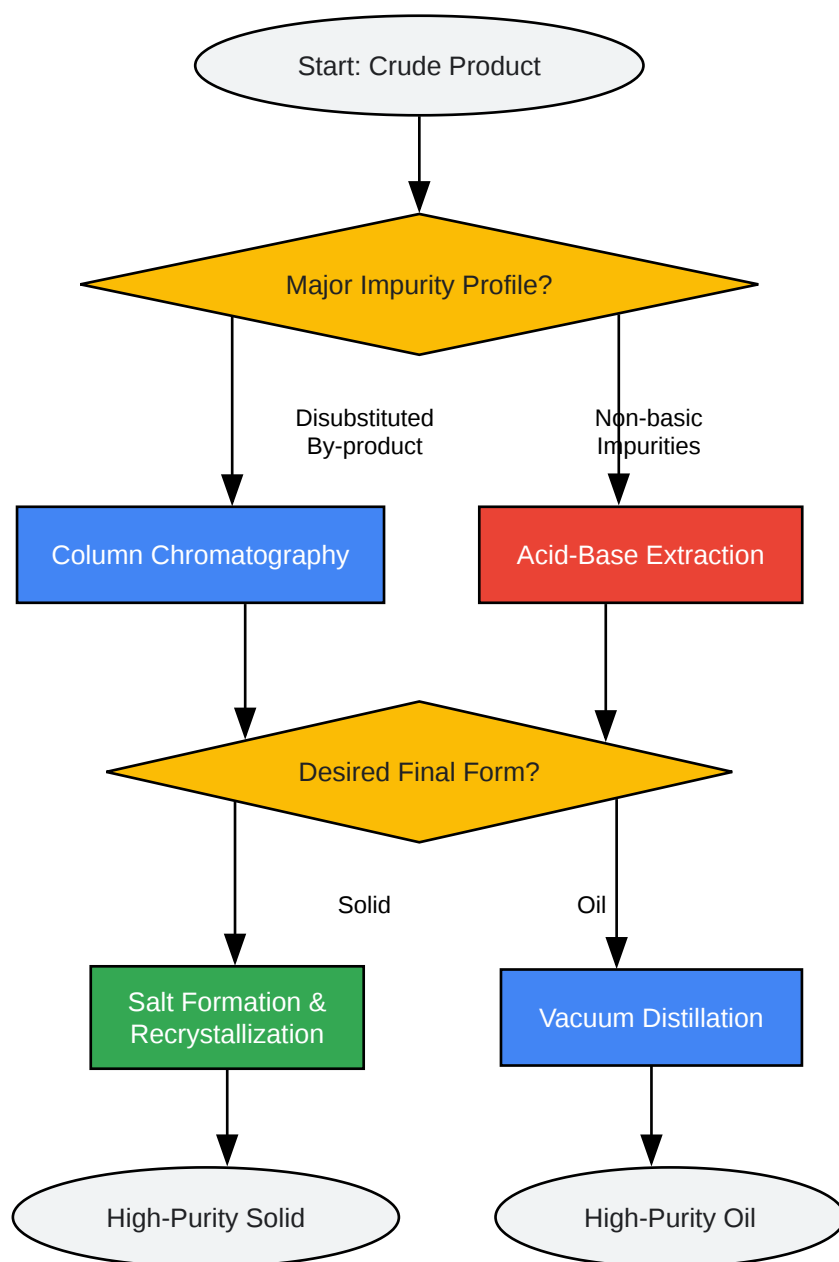 Start: Crude Product
Major Impurity Profile?
Disubstituted
By-product
Non-basic
Impurities
Column Chromatography
Acid-Base Extraction
Desired Final Form?
Solid
Oil
Salt Formation &
Recrystallization
Vacuum Distillation
High-Purity Solid
High-Purity Oil